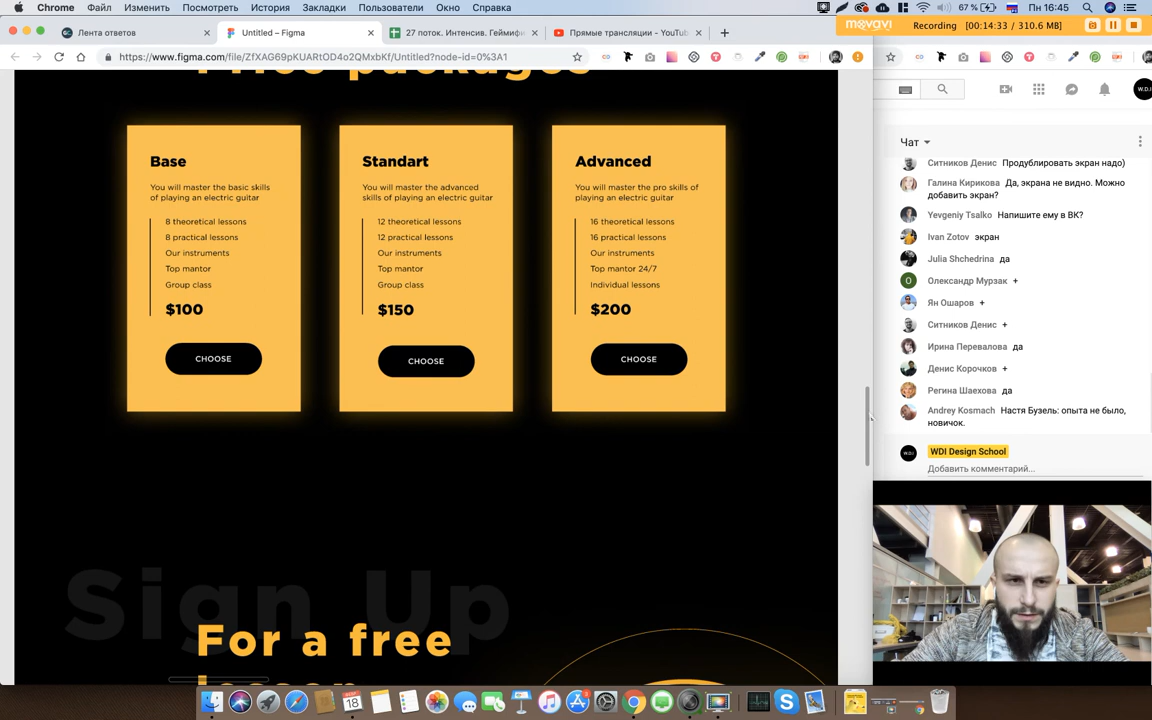 Chrome Файл Изменить Посмотреть История Закладки Пользователи Окно Справка
67 % Пн 16:45
movavi Recording [00:14:33 / 310.6 MB]
Лента ответов × Untitled – Figma × 27 поток. Интенсив. Геймифи × Прямые трансляции - YouTub ×
https://www.figma.com/file/ZfXAG69pKUARtOD4o2QMxbKf/Untitled?node-id=0%3A1
Price packages
Base
You will master the basic skills
of playing an electric guitar
8 theoretical lessons
8 practical lessons
Our instruments
Top mantor
Group class
$100
CHOOSE
Standart
You will master the advanced
skills of playing an electric guitar
12 theoretical lessons
12 practical lessons
Our instruments
Top mantor
Group class
$150
CHOOSE
Advanced
You will master the pro skills of
playing an electric guitar
16 theoretical lessons
16 practical lessons
Our instruments
Top mantor 24/7
Individual lessons
$200
CHOOSE
Sign Up
For a free
lesson
Чат
Ситников Денис Продублировать экран надо)
Галина Кирикова Да, экрана не видно. Можно
добавить экран?
Yevgeniy Tsalko Напишите ему в ВК?
Ivan Zotov экран
Julia Shchedrina да
Олександр Мурзак +
Ян Ошаров +
Ситников Денис +
Ирина Перевалова да
Денис Корочков +
Регина Шаехова да
Andrey Kosmach Настя Бузель: опыта не было,
новичок.
WDI Design School
Добавить комментарий...